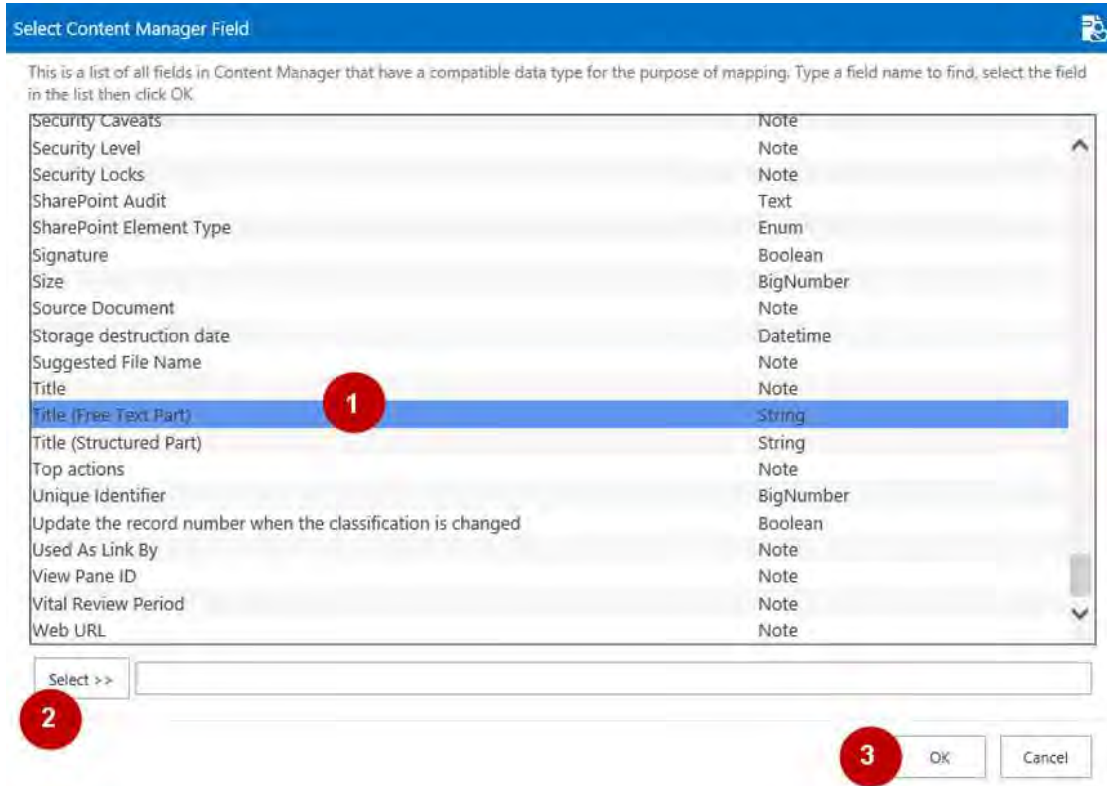 Select Content Manager Field
This is a list of all fields in Content Manager that have a compatible data type for the purpose of mapping. Type a field name to find, select the field
in the list then click OK
Security Caveats Note
Security Level Note
Security Locks Note
SharePoint Audit Text
SharePoint Element Type Enum
Signature Boolean
Size BigNumber
Source Document Note
Storage destruction date Datetime
Suggested File Name Note
Title Note
1
Title (Free Text Part) String
Title (Structured Part) String
Top actions Note
Unique Identifier BigNumber
Update the record number when the classification is changed Boolean
Used As Link By Note
View Pane ID Note
Vital Review Period Note
Web URL Note
Select >>
2
3 OK Cancel